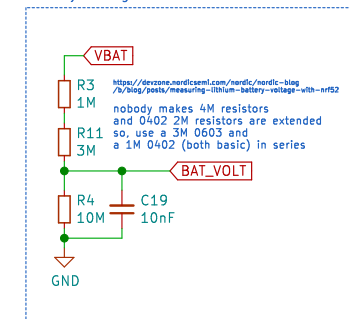 VBAT
R3
1M
https://devzone.nordicsemi.com/nordic/nordic-blog
/b/blog/posts/measuring-lithium-battery-voltage-with-nrf52
nobody makes 4M resistors
and 0402 2M resistors are extended
so, use a 3M 0603 and
a 1M 0402 (both basic) in series
R11
3M
BAT_VOLT
R4
10M
C19
10nF
GND